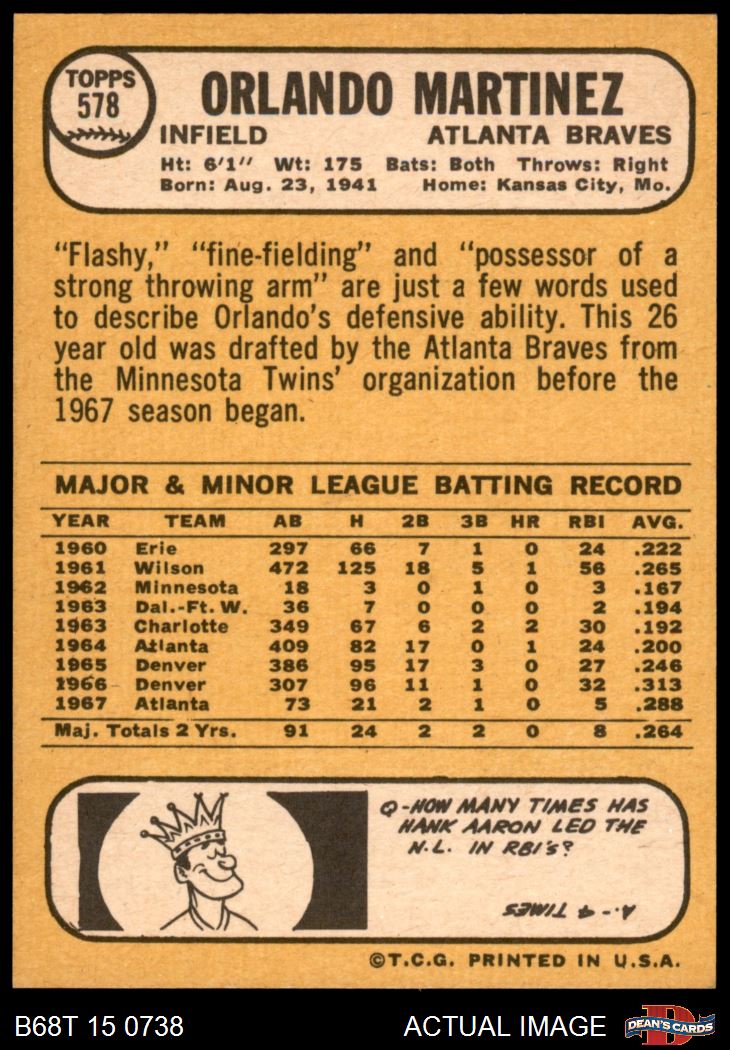 TOPPS
578
ORLANDO MARTINEZ
INFIELD ATLANTA BRAVES
Ht: 6'1" Wt: 175 Bats: Both Throws: Right
Born: Aug. 23, 1941 Home: Kansas City, Mo.
"Flashy," "fine-fielding" and "possessor of a
strong throwing arm" are just a few words used
to describe Orlando's defensive ability. This 26
year old was drafted by the Atlanta Braves from
the Minnesota Twins' organization before the
1967 season began.
MAJOR & MINOR LEAGUE BATTING RECORD
YEAR TEAM AB H 2B 3B HR RBI AVG.
1960 Erie 297 66 7 1 0 24 .222
1961 Wilson 472 125 18 5 1 56 .265
1962 Minnesota 18 3 0 1 0 3 .167
1963 Dal.-Ft. W. 36 7 0 0 0 2 .194
1963 Charlotte 349 67 6 2 2 30 .192
1964 Atlanta 409 82 17 0 1 24 .200
1965 Denver 386 95 17 3 0 27 .246
1966 Denver 307 96 11 1 0 32 .313
1967 Atlanta 73 21 2 1 0 5 .288
Maj. Totals 2 Yrs. 91 24 2 2 0 8 .264
Q-HOW MANY TIMES HAS
HANK AARON LED THE
N.L. IN RBI'S?
A-4 TIMES
©T.C.G. PRINTED IN U.S.A.
B68T 15 0738 ACTUAL IMAGE D DEAN'S CARDS